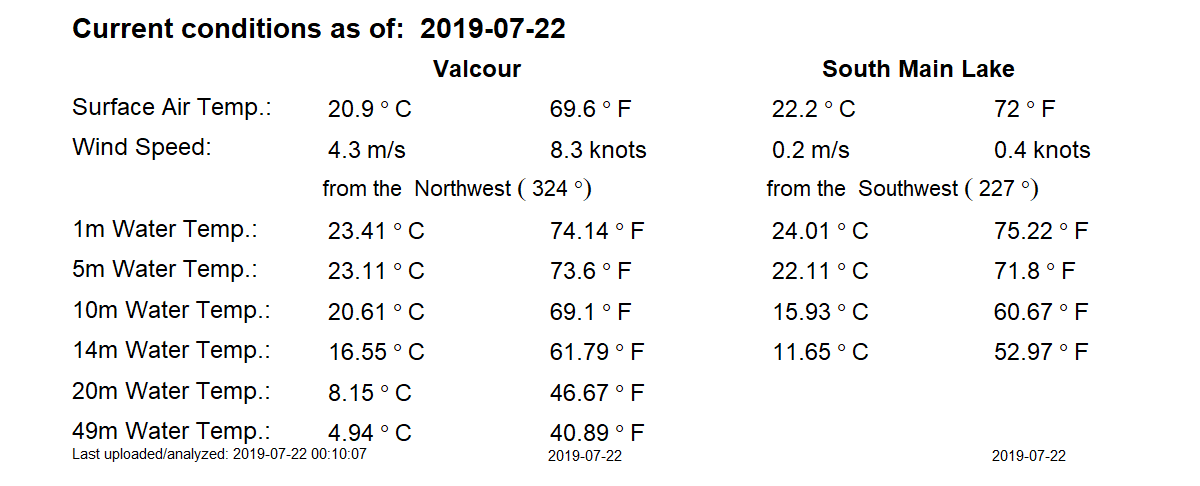 Current conditions as of: 2019-07-22
Valcour South Main Lake
Surface Air Temp.: 20.9 ° C 69.6 ° F 22.2 ° C 72 ° F
Wind Speed: 4.3 m/s 8.3 knots 0.2 m/s 0.4 knots
from the Northwest ( 324 °) from the Southwest ( 227 °)
1m Water Temp.: 23.41 ° C 74.14 ° F 24.01 ° C 75.22 ° F
5m Water Temp.: 23.11 ° C 73.6 ° F 22.11 ° C 71.8 ° F
10m Water Temp.: 20.61 ° C 69.1 ° F 15.93 ° C 60.67 ° F
14m Water Temp.: 16.55 ° C 61.79 ° F 11.65 ° C 52.97 ° F
20m Water Temp.: 8.15 ° C 46.67 ° F
49m Water Temp.: 4.94 ° C 40.89 ° F
Last uploaded/analyzed: 2019-07-22 00:10:07 2019-07-22 2019-07-22